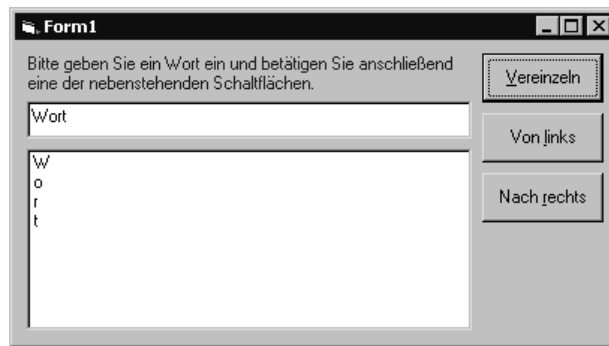 Form1
Bitte geben Sie ein Wort ein und betätigen Sie anschließend
eine der nebenstehenden Schaltflächen.
Wort
W
o
r
t
Vereinzeln
Von links
Nach rechts